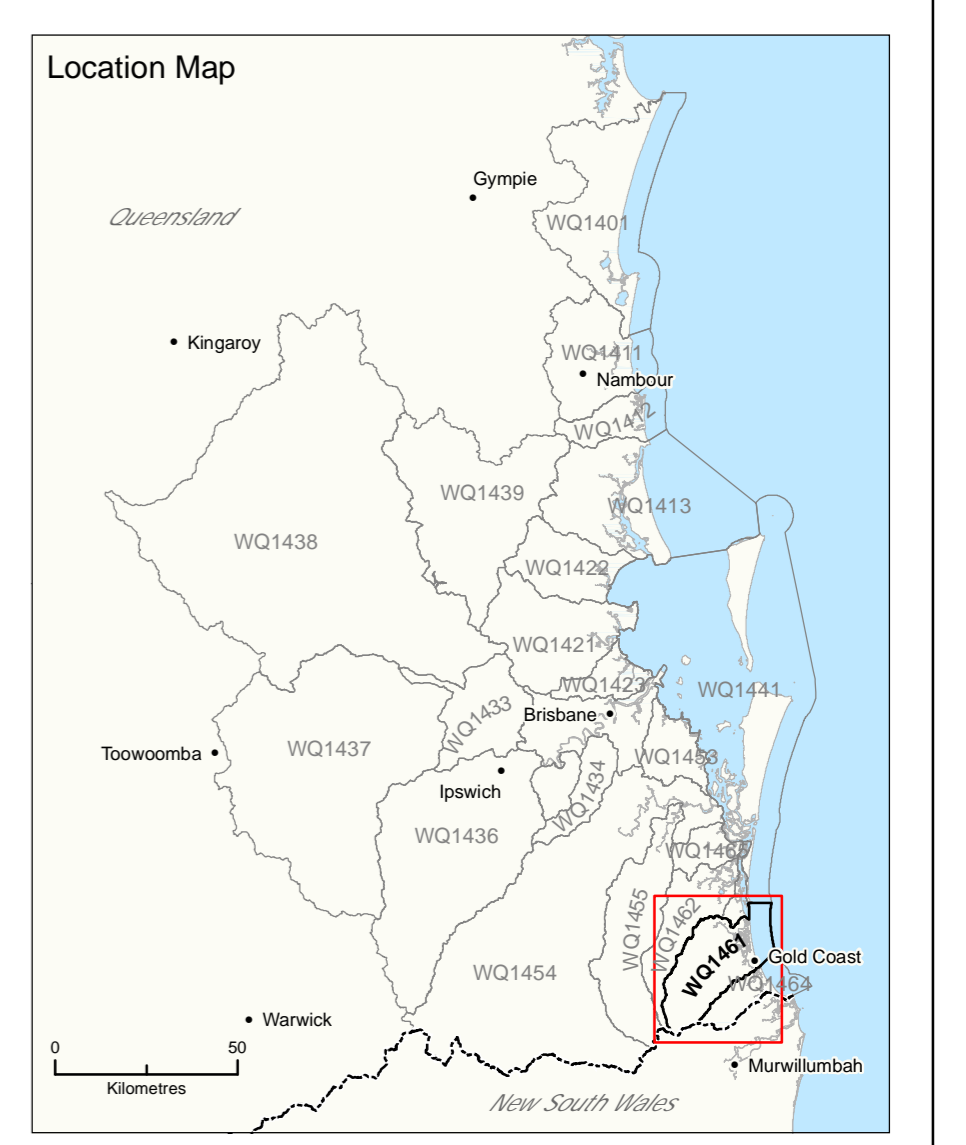 Location Map
Gympie
Queensland
WQ1401
Kingaroy
WQ1411
Nambour
WQ1412
WQ1439
WQ1413
WQ1438
WQ1422
WQ1421
WQ1423
WQ1441
WQ1433
Brisbane
WQ1437
Toowoomba
WQ1453
Ipswich
WQ1434
WQ1436
WQ1465
WQ1455
WQ1462
WQ1461
Gold Coast
WQ1454
WQ1464
Warwick
0 50
Kilometres
Murwillumbah
New South Wales